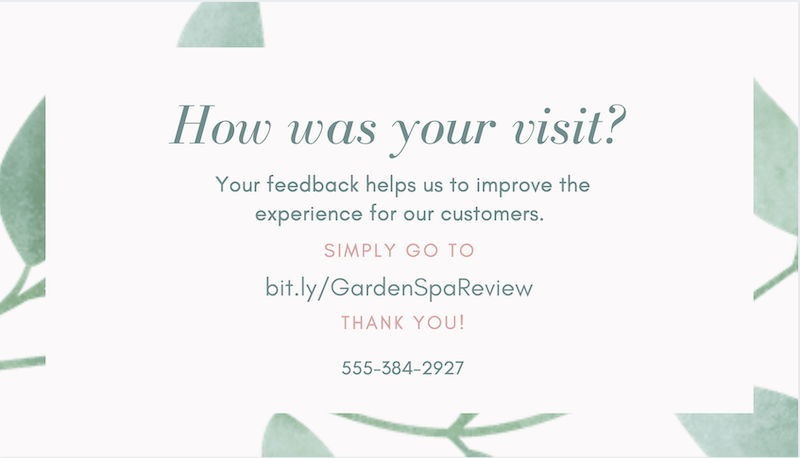 How was your visit?
Your feedback helps us to improve the
experience for our customers.
SIMPLY GO TO
bit.ly/GardenSpaReview
THANK YOU!
555-384-2927